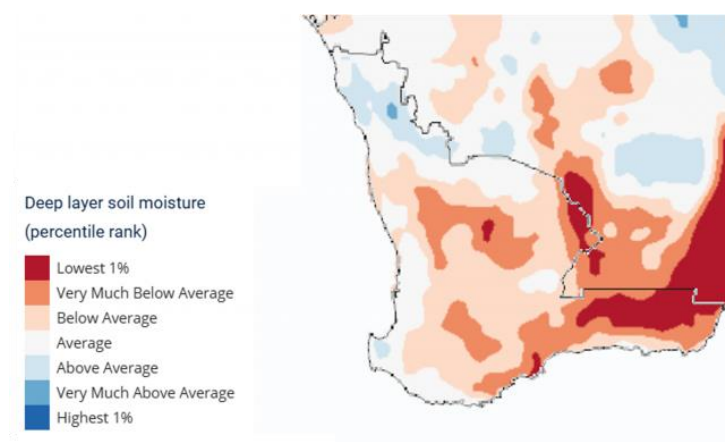 Deep layer soil moisture
(percentile rank)
Lowest 1%
Very Much Below Average
Below Average
Average
Above Average
Very Much Above Average
Highest 1%